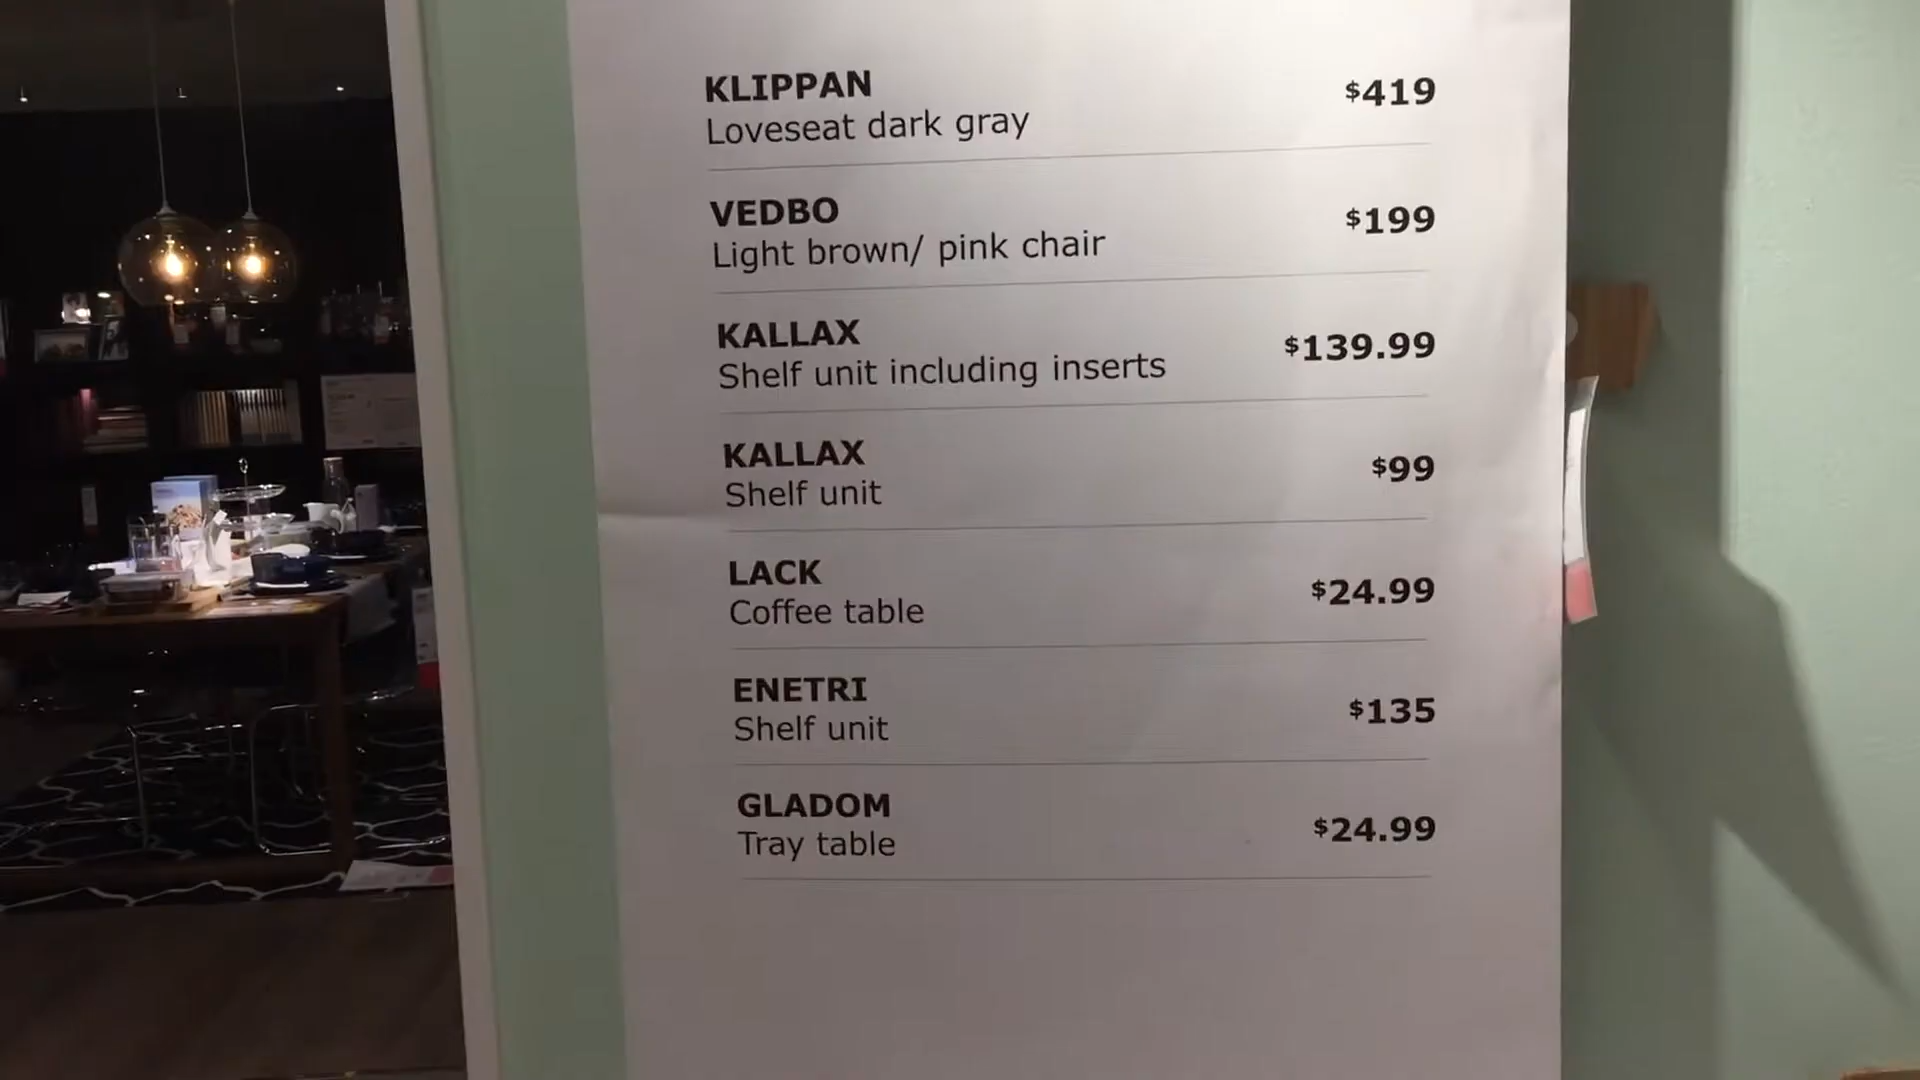 KLIPPAN $419
Loveseat dark gray
VEDBO $199
Light brown/ pink chair
KALLAX $139.99
Shelf unit including inserts
KALLAX $99
Shelf unit
LACK $24.99
Coffee table
ENETRI $135
Shelf unit
GLADOM $24.99
Tray table